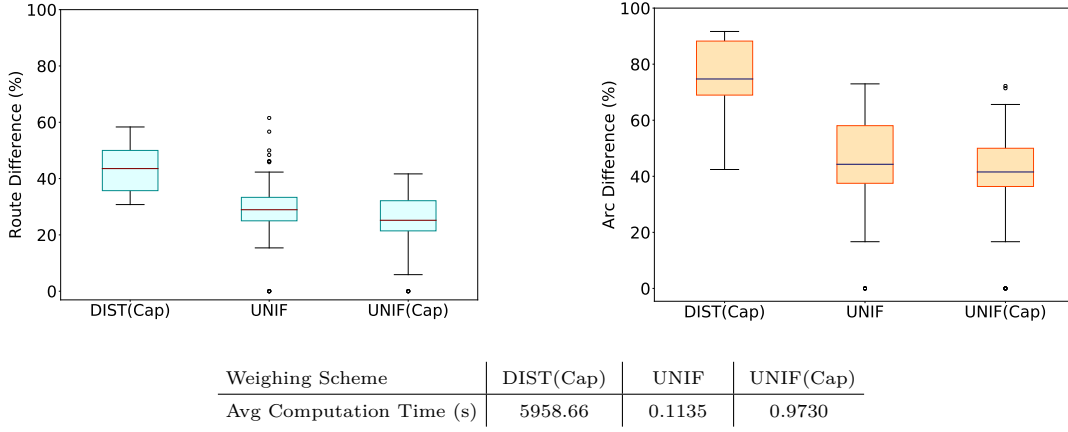 100
80
60
40
20
0
Route Difference (%)
DIST(Cap) UNIF UNIF(Cap)
100
80
60
40
20
0
Arc Difference (%)
DIST(Cap) UNIF UNIF(Cap)
Weighing Scheme DIST(Cap) UNIF UNIF(Cap)
Avg Computation Time (s) 5958.66 0.1135 0.9730